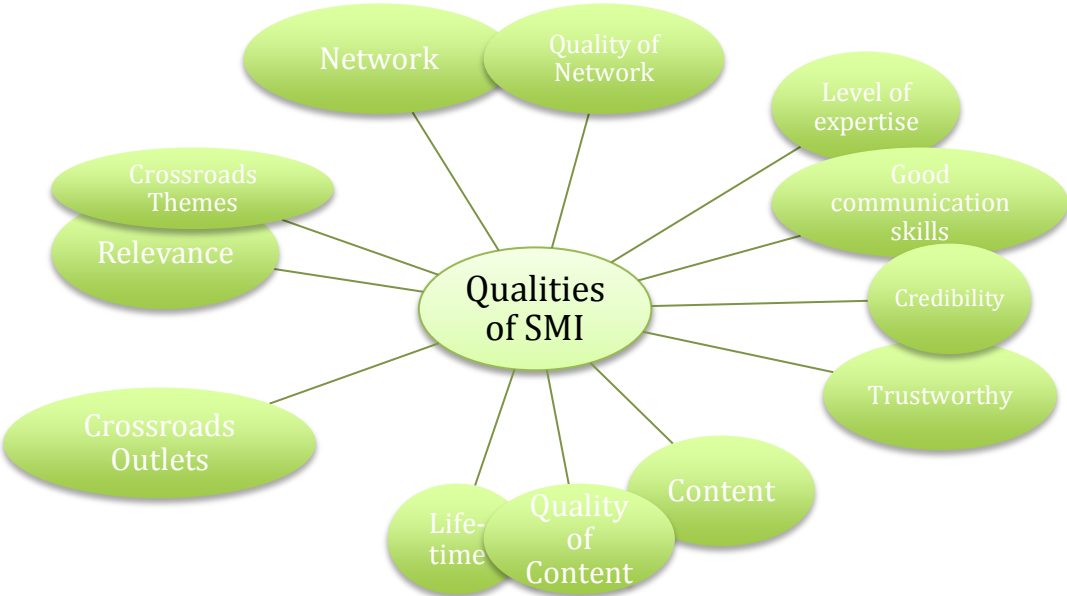 Network
Quality of
Network
Level of
expertise
Good
communication
skills
Crossroads
Themes
Relevance
Qualities
of SMI
Credibility
Trustworthy
Crossroads
Outlets
Content
Quality
of
Content
Life-
time